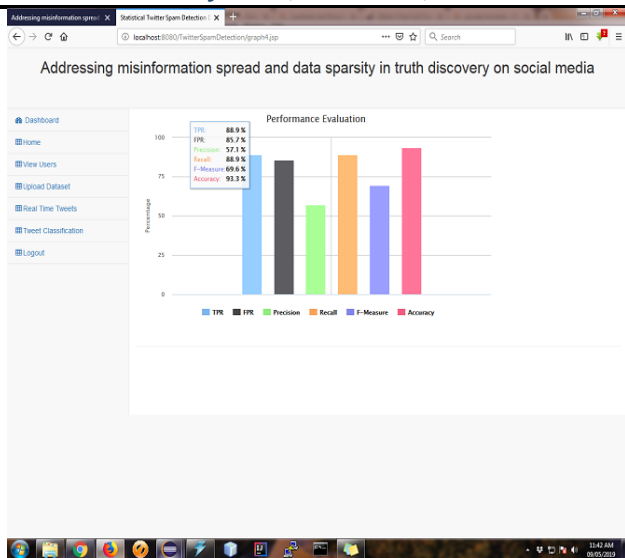 Addressing misinformation spread
Statistical Twitter Spam Detection
localhost:8080/TwitterSpamDetection/graph4.jsp
Search
Addressing misinformation spread and data sparsity in truth discovery on social media
Dashboard
Home
View Users
Upload Dataset
Real Time Tweets
Tweet Classification
Logout
Performance Evaluation
TPR: 88.9 %
FPR: 85.7 %
Precision: 57.1 %
Recall: 88.9 %
F-Measure: 69.6 %
Accuracy: 93.3 %
Percentage
100
75
50
25
0
TPR FPR Precision Recall F-Measure Accuracy
11:42 AM
09/05/2019